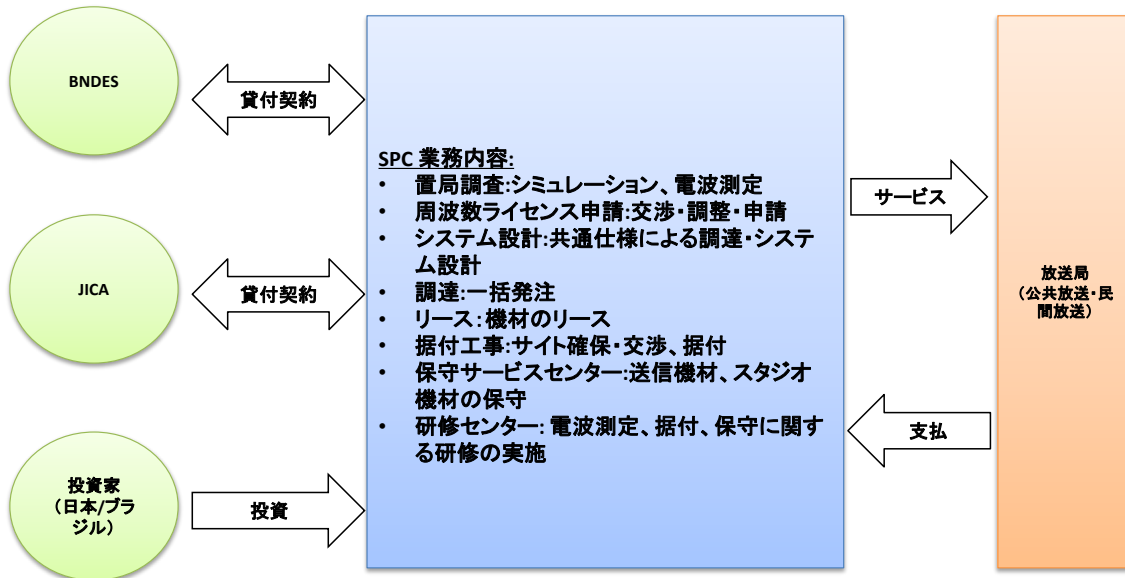 BNDES
貸付契約
JICA
貸付契約
投資家
（日本/ブラ
ジル）
投資
SPC 業務内容:
• 置局調査:シミュレーション、電波測定
• 周波数ライセンス申請:交渉・調整・申請
• システム設計:共通仕様による調達・システ
ム設計
• 調達:一括発注
• リース：機材のリース
• 据付工事:サイト確保・交渉、据付
• 保守サービスセンター:送信機材、スタジオ
機材の保守
• 研修センター： 電波測定、据付、保守に関す
る研修の実施
サービス
支払
放送局
（公共放送・民
間放送）